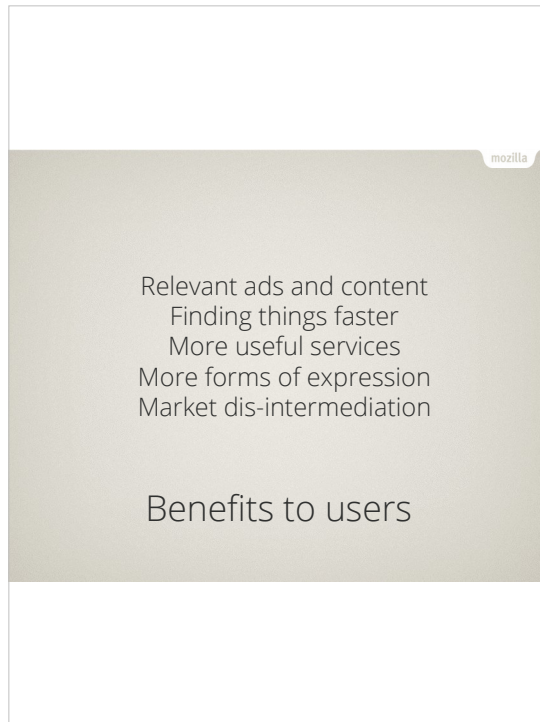 mozilla
Relevant ads and content
Finding things faster
More useful services
More forms of expression
Market dis-intermediation
Benefits to users